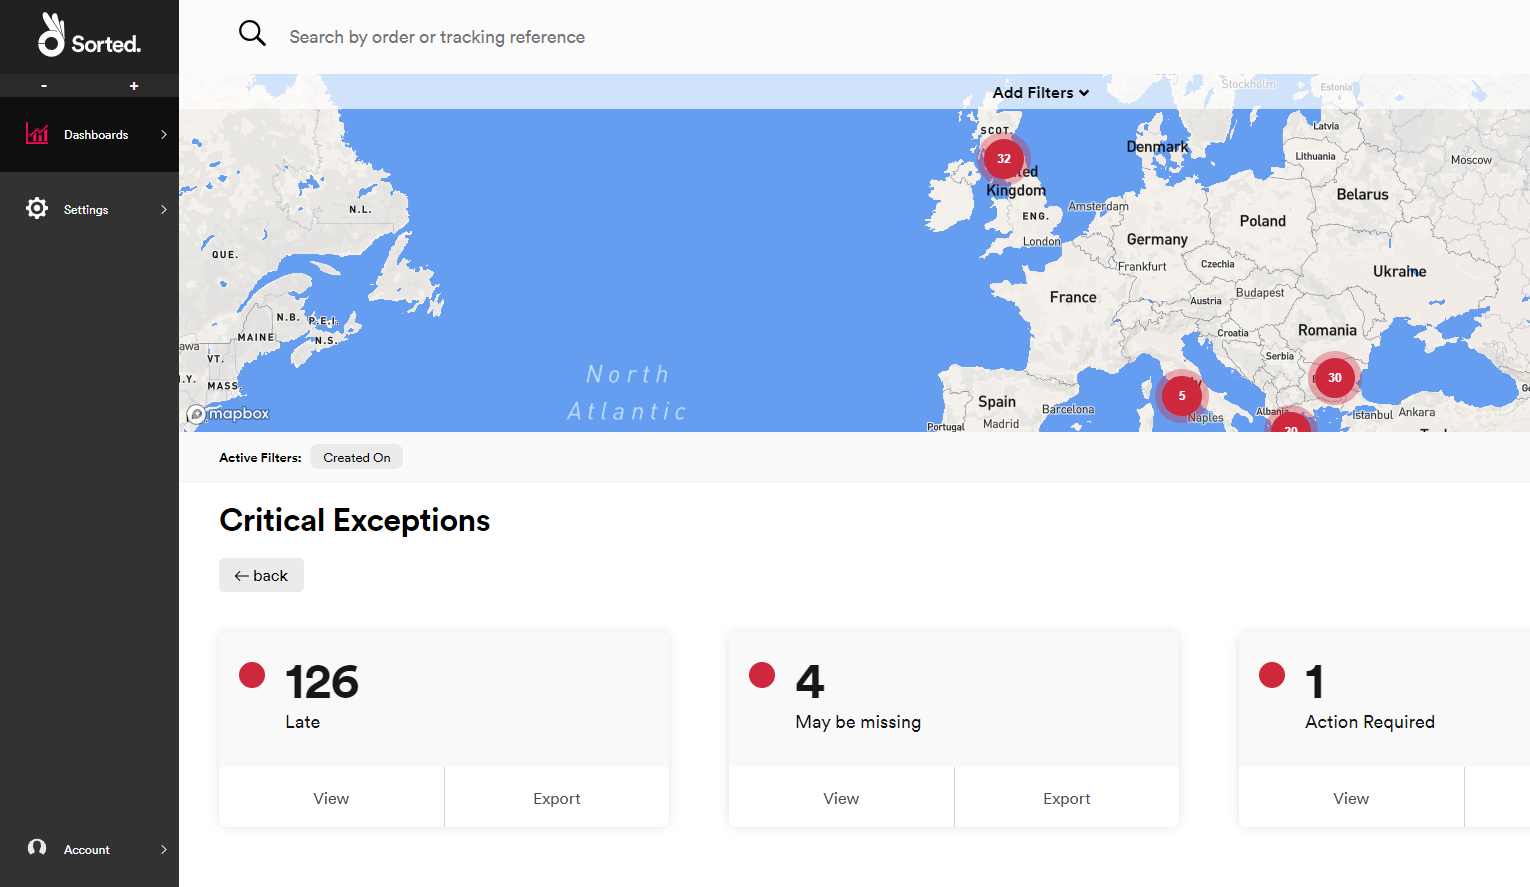 Sorted.
- +
Dashboards
Settings
Account
Search by order or tracking reference
Add Filters
Stockholm
Estonia
Latvia
Lithuania
Moscow
SCOT.
32
Kingdom
ENG.
London
Denmark
Amsterdam
Belarus
Poland
Germany
Frankfurt
Czechia
Ukraine
France
Austria
Budapest
Croatia
Romania
Serbia
30
5
Naples
Albania
Istanbul
Ankara
Spain
Barcelona
Madrid
Portugal
N.L.
QUE.
N.B.
P.E.I.
MAINE
N.S.
VT.
MASS.
North
Atlantic
mapbox
Active Filters: Created On
Critical Exceptions
← back
126
Late
View Export
4
May be missing
View Export
1
Action Required
View